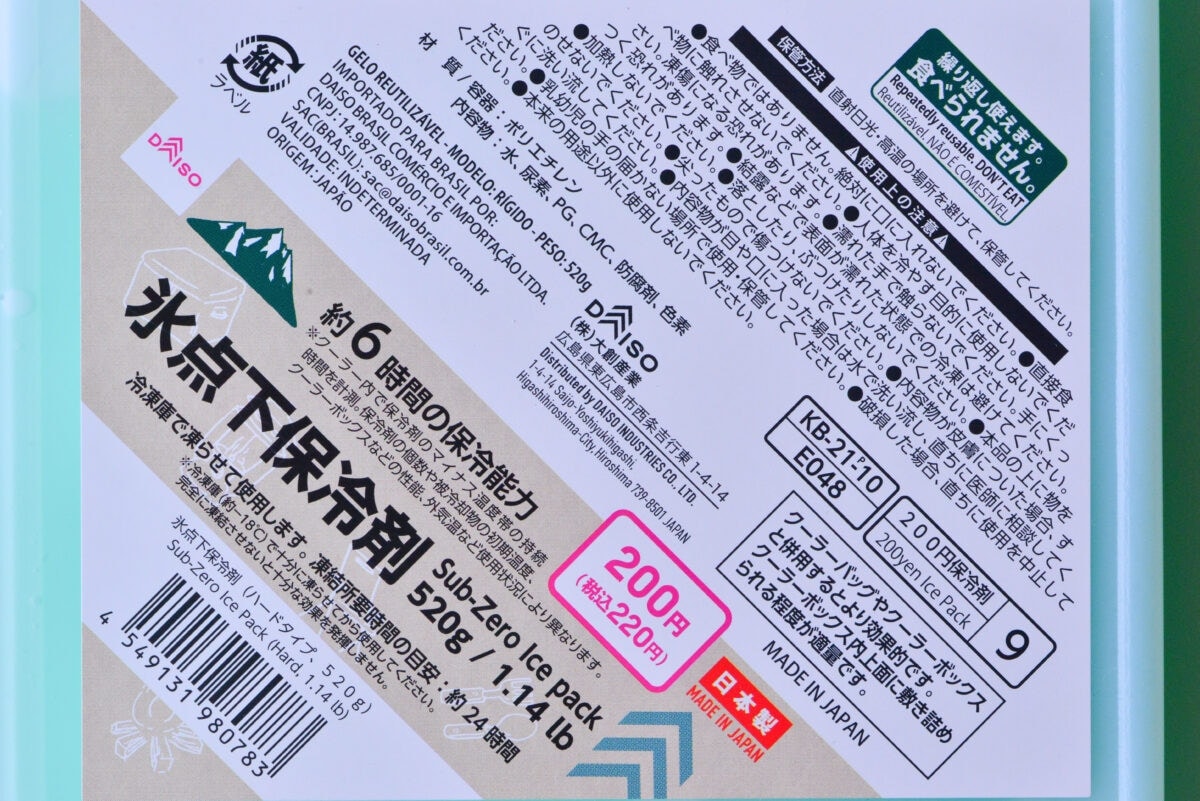 紙
ラベル
DAISO
GELO REUTILIZÁVEL. MODELO: RÍGIDO - PESO: 520g
IMPORTADO PARA BRASIL POR:
DAISO BRASIL COMERCIO E IMPORTAÇÃO LTDA.
CNPJ: 14.987.685/0001-16
SAC(BRASIL): sac@daisobrasil.com.br
VALIDADE: INDETERMINADA
ORIGEM: JAPÃO
材質/容器：ポリエチレン
内容物：水、尿素、PG、CMC、防腐剤、色素
繰り返し使えます。
食べられません。
Repeatedly reusable. DON'T EAT
Reutilizável. NÃO É COMESTÍVEL
保管方法 直射日光・高温の場所を避けて、保管してください。
▲使用上の注意▲
●食べ物ではありません。絶対に口に入れないでください。●直接食
べ物に触れさせないでください。●人体を冷やす目的に使用しないでくだ
さい。凍傷になる恐れがあります。●濡れた手で触らないでください。手にくっ
つく恐れがあります。●結露などで表面が濡れた状態での冷凍は避けてください。
●加熱しないでください。●落としたり、ぶつけたりしないでください。●本品の上に物を
のせないでください。●尖ったもので傷つけないでください。●内容物が皮膚についた場合、す
ぐに洗い流してください。●内容物が目や口に入った場合は水で洗い流し、直ちに医師に相談してく
ださい。●乳幼児の手の届かない場所で使用、保管してください。●破損した場合、直ちに使用を中止して
ください。●本来の用途以外に使用しないでください。
DAISO
(株)大創産業
広島県東広島市西条吉行東1-4-14
Distributed by DAISO INDUSTRIES CO., LTD.
1-4-14 Saijo-Yoshiyukihigashi,
Higashihiroshima-City, Hiroshima 739-8501 JAPAN
KB-21-P10
E048
200円保冷剤
200yen Ice Pack
9
クーラーバッグやクーラーボックス
と併用するとより効果的です。
クーラーボックス内上面に敷き詰め
られる程度が適量です。
MADE IN JAPAN
約6時間の保冷能力
※クーラー内で保冷剤のマイナス温度帯の持続
時間を計測。保冷剤の個数や被冷却物の初期温度、
クーラーボックスなどの性能、外気温など使用状況により異なります。
氷点下保冷剤
Sub-Zero Ice pack
520g / 1.14 lb
冷凍庫で凍らせて使用します。凍結所要時間の目安：約24時間
※冷凍庫(約−18℃)で十分に凍らせてから使用してください。
完全に凍結させないと十分な効果を発揮しません。
200円
(税込220円)
日本製
MADE IN JAPAN
氷点下保冷剤（ハードタイプ、520g）
Sub-Zero Ice Pack (Hard, 1.14 lb)
4 549131 980783